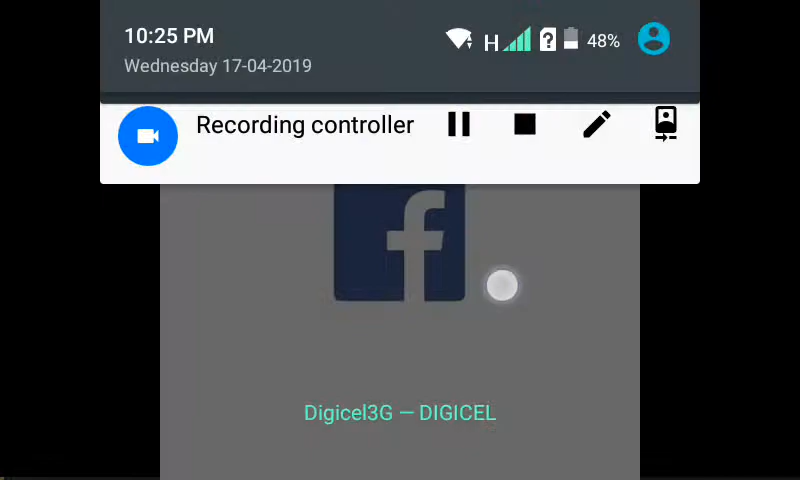 10:25 PM
H
48%
Wednesday 17-04-2019
Recording controller
f
Digicel3G — DIGICEL